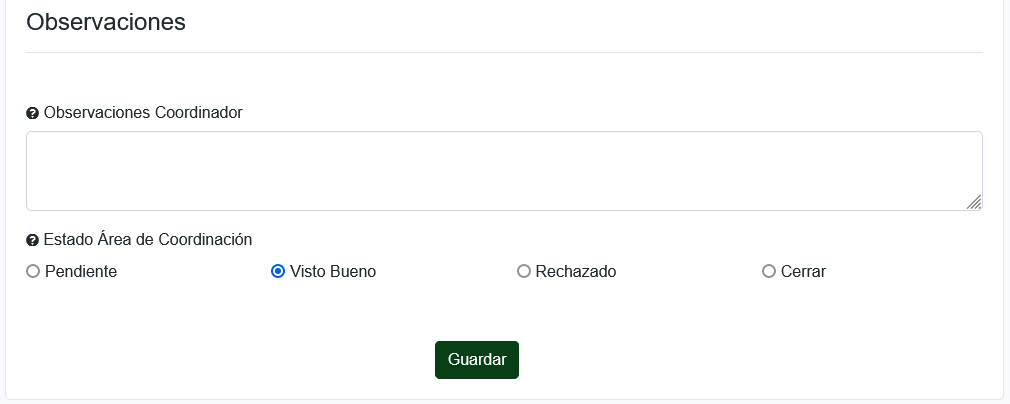 Observaciones
Observaciones Coordinador
Estado Área de Coordinación
Pendiente Visto Bueno Rechazado Cerrar
Guardar